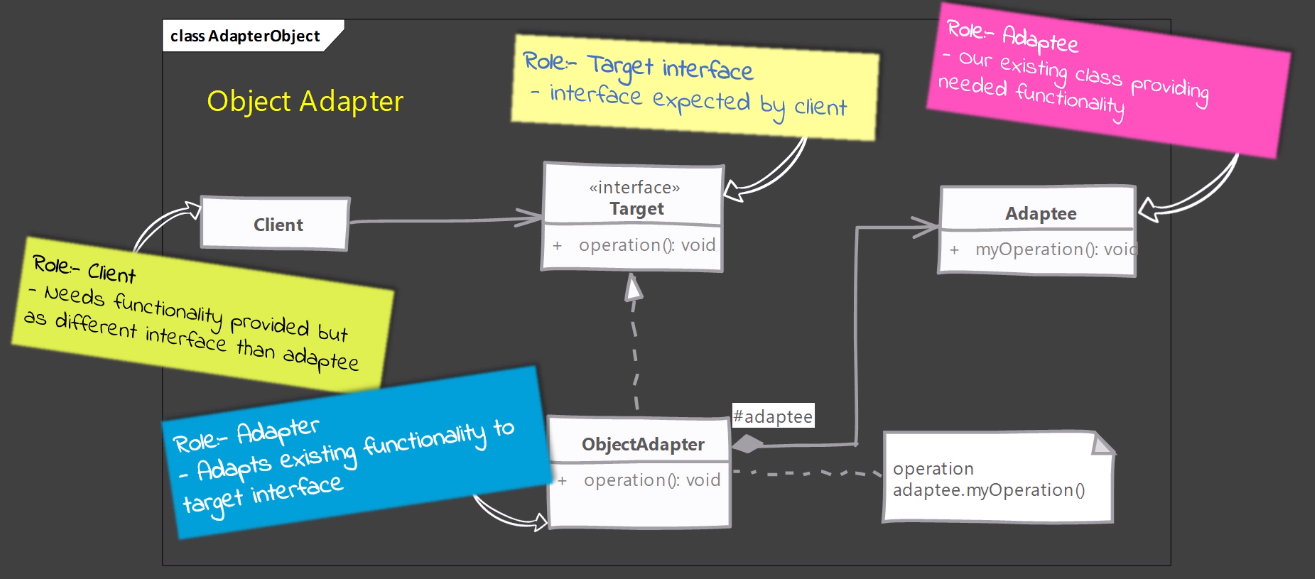 class AdapterObject
Object Adapter
Role:- Target interface
- interface expected by client
Role:- Adaptee
- Our existing class providing
needed functionality
Client
«interface»
Target
+ operation(): void
Adaptee
+ myOperation(): void
Role:- Client
- Needs functionality provided but
as different interface than adaptee
Role:- Adapter
- Adapts existing functionality to
target interface
#adaptee
ObjectAdapter
+ operation(): void
operation
adaptee.myOperation()